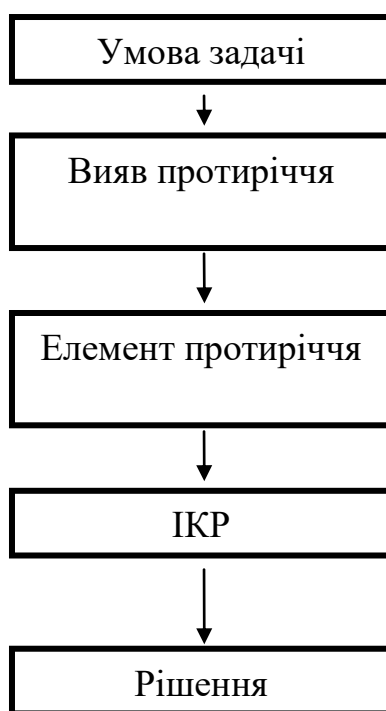 Умова задачі
Вияв протиріччя
Елемент протиріччя
ІКР
Рішення